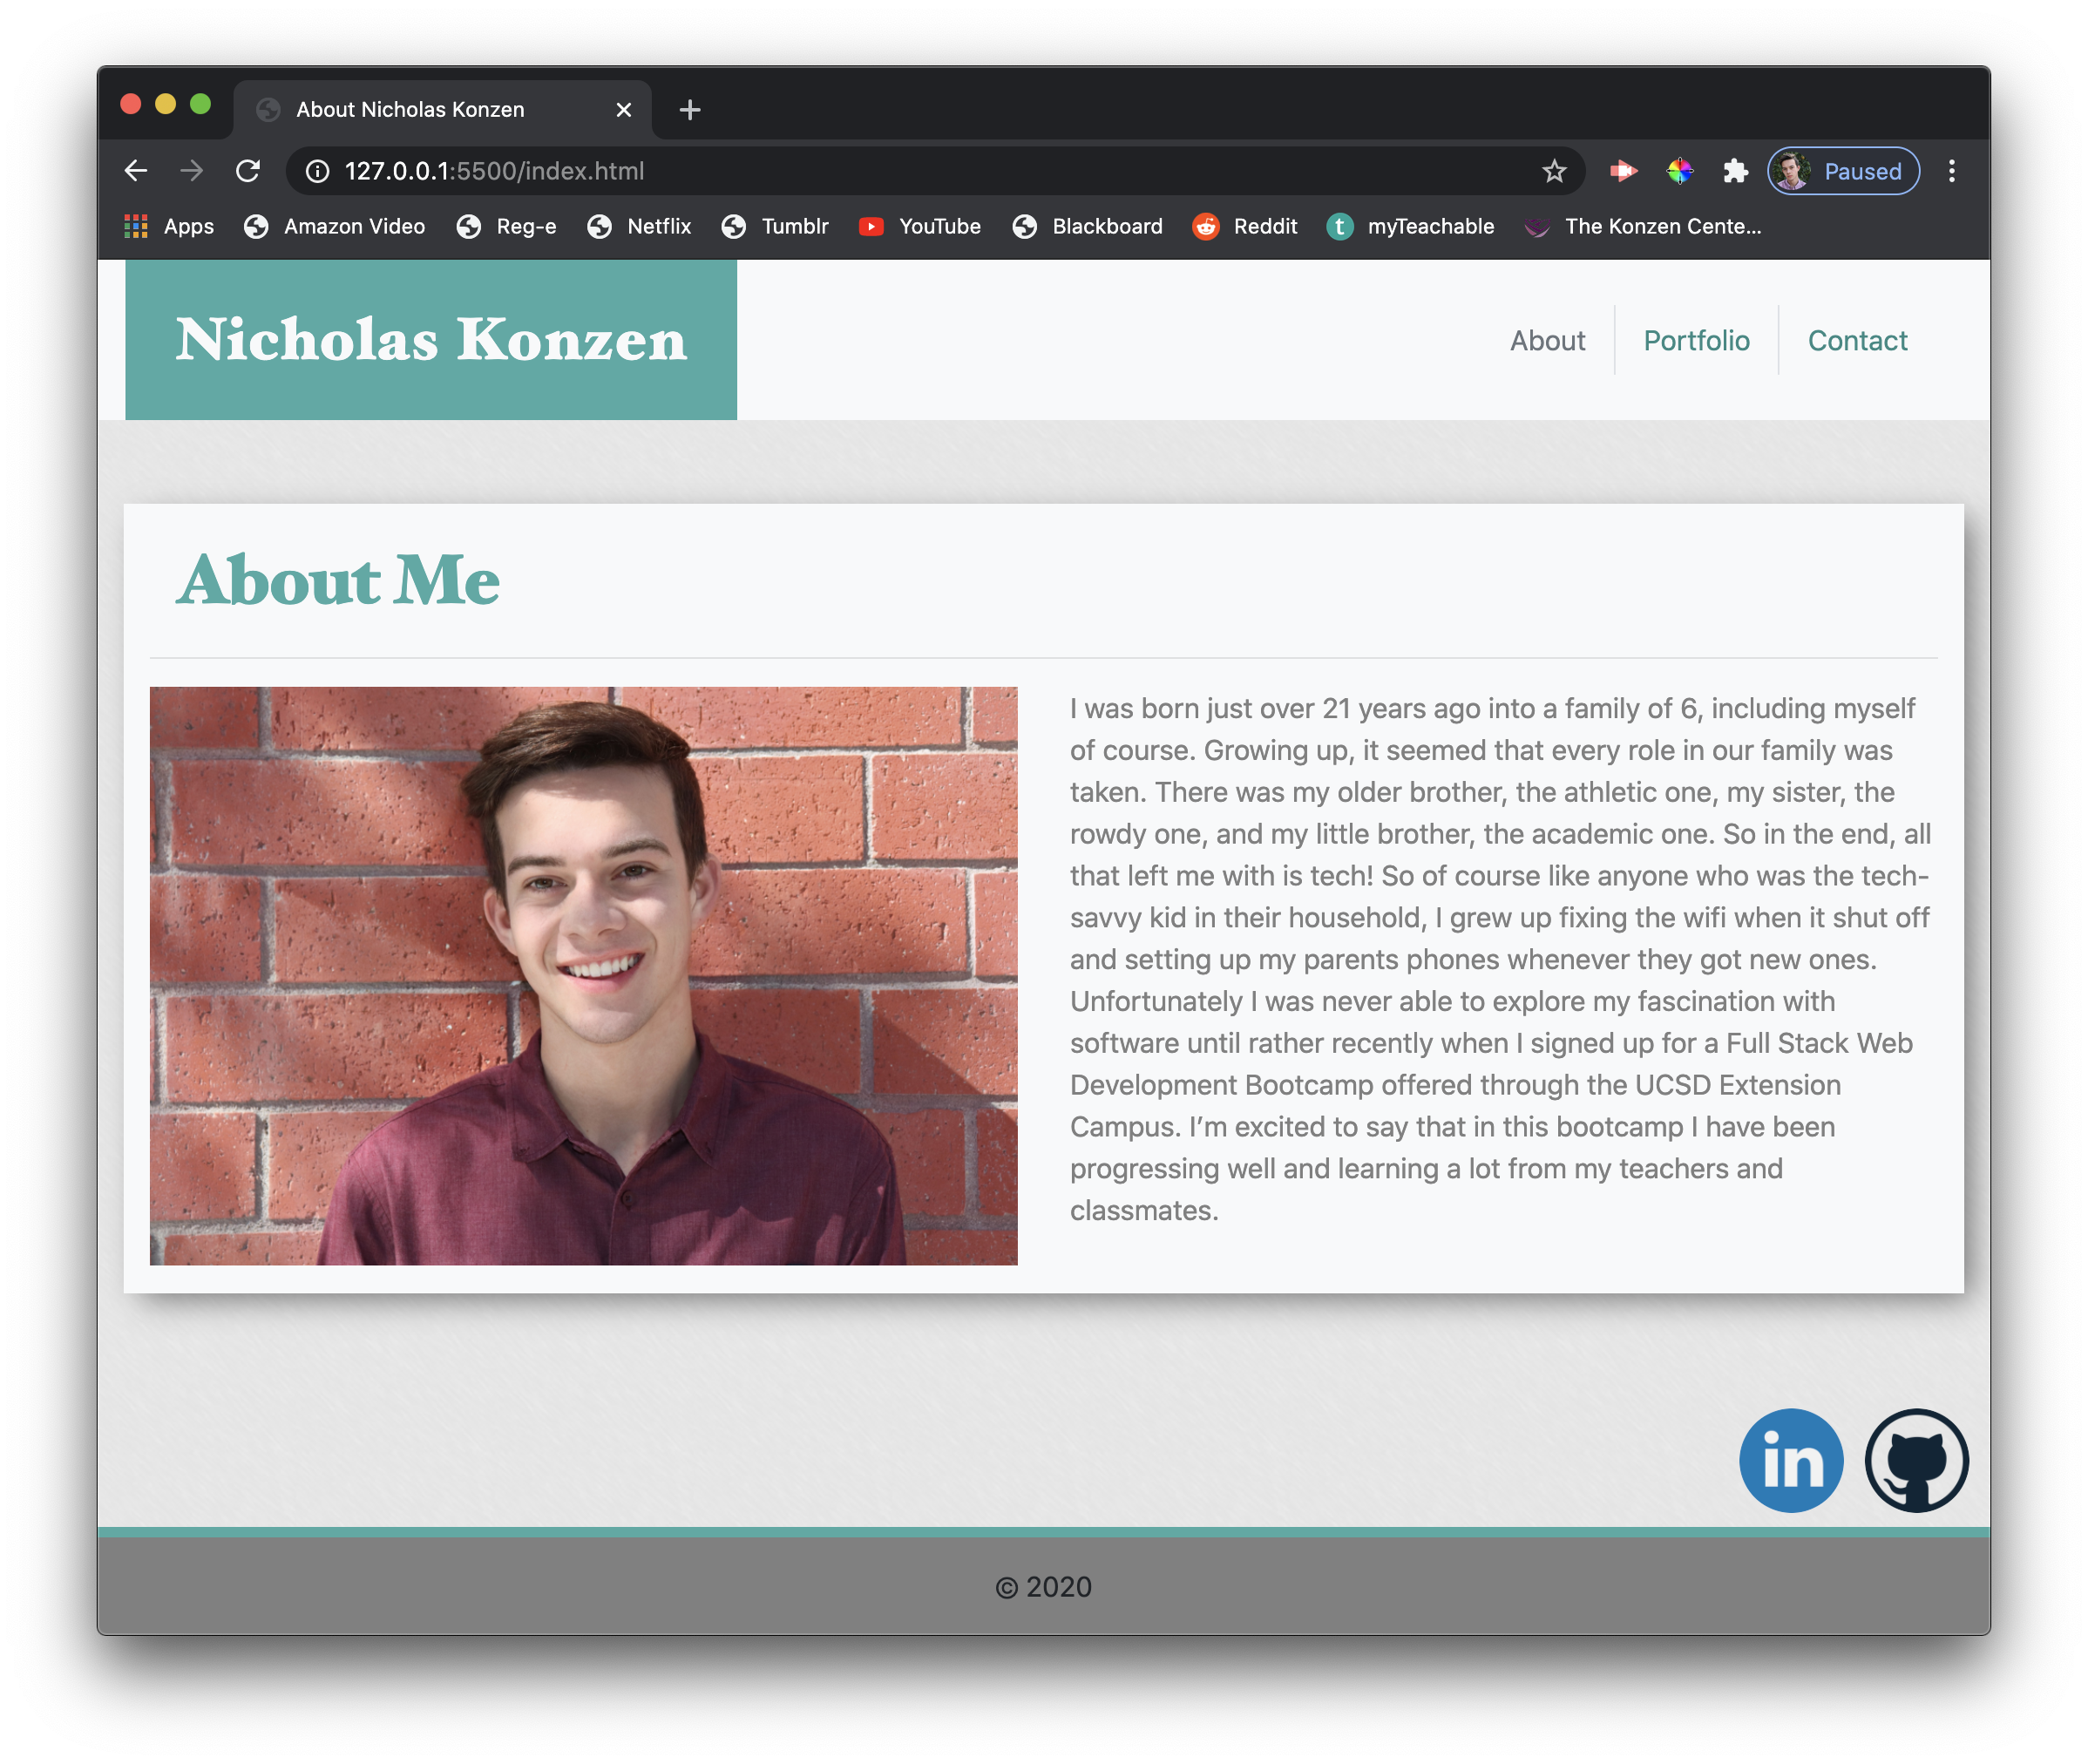 About Nicholas Konzen
127.0.0.1:5500/index.html
Paused
Apps Amazon Video Reg-e Netflix Tumblr YouTube Blackboard Reddit t myTeachable The Konzen Cente...
Nicholas Konzen
About Portfolio Contact
About Me
I was born just over 21 years ago into a family of 6, including myself
of course. Growing up, it seemed that every role in our family was
taken. There was my older brother, the athletic one, my sister, the
rowdy one, and my little brother, the academic one. So in the end, all
that left me with is tech! So of course like anyone who was the tech-
savvy kid in their household, I grew up fixing the wifi when it shut off
and setting up my parents phones whenever they got new ones.
Unfortunately I was never able to explore my fascination with
software until rather recently when I signed up for a Full Stack Web
Development Bootcamp offered through the UCSD Extension
Campus. I’m excited to say that in this bootcamp I have been
progressing well and learning a lot from my teachers and
classmates.
in
© 2020